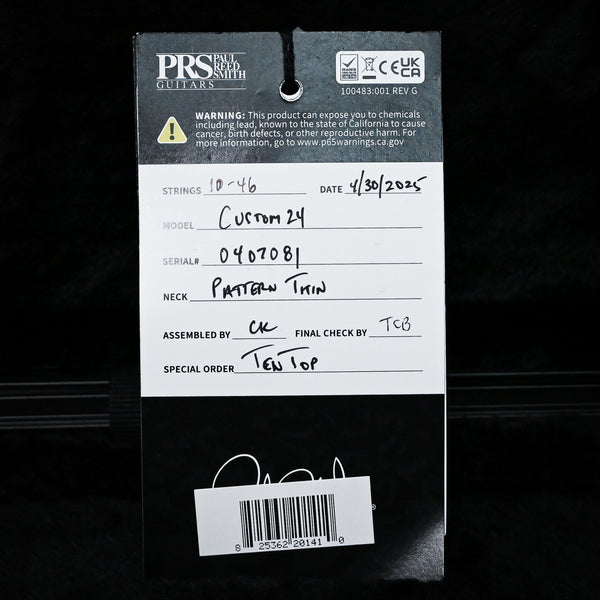 PRS PAUL REED SMITH
GUITARS
CE UK CA
100483:001 REV G
WARNING: This product can expose you to chemicals
including lead, known to the state of California to cause
cancer, birth defects, or other reproductive harm. For
more information, go to www.p65warnings.ca.gov
STRINGS 10-46 DATE 4/30/2025
MODEL CUSTOM 24
SERIAL# 0407081
NECK PATTERN THIN
ASSEMBLED BY CK FINAL CHECK BY TCB
SPECIAL ORDER TEN TOP
®
8 25362 20141 0